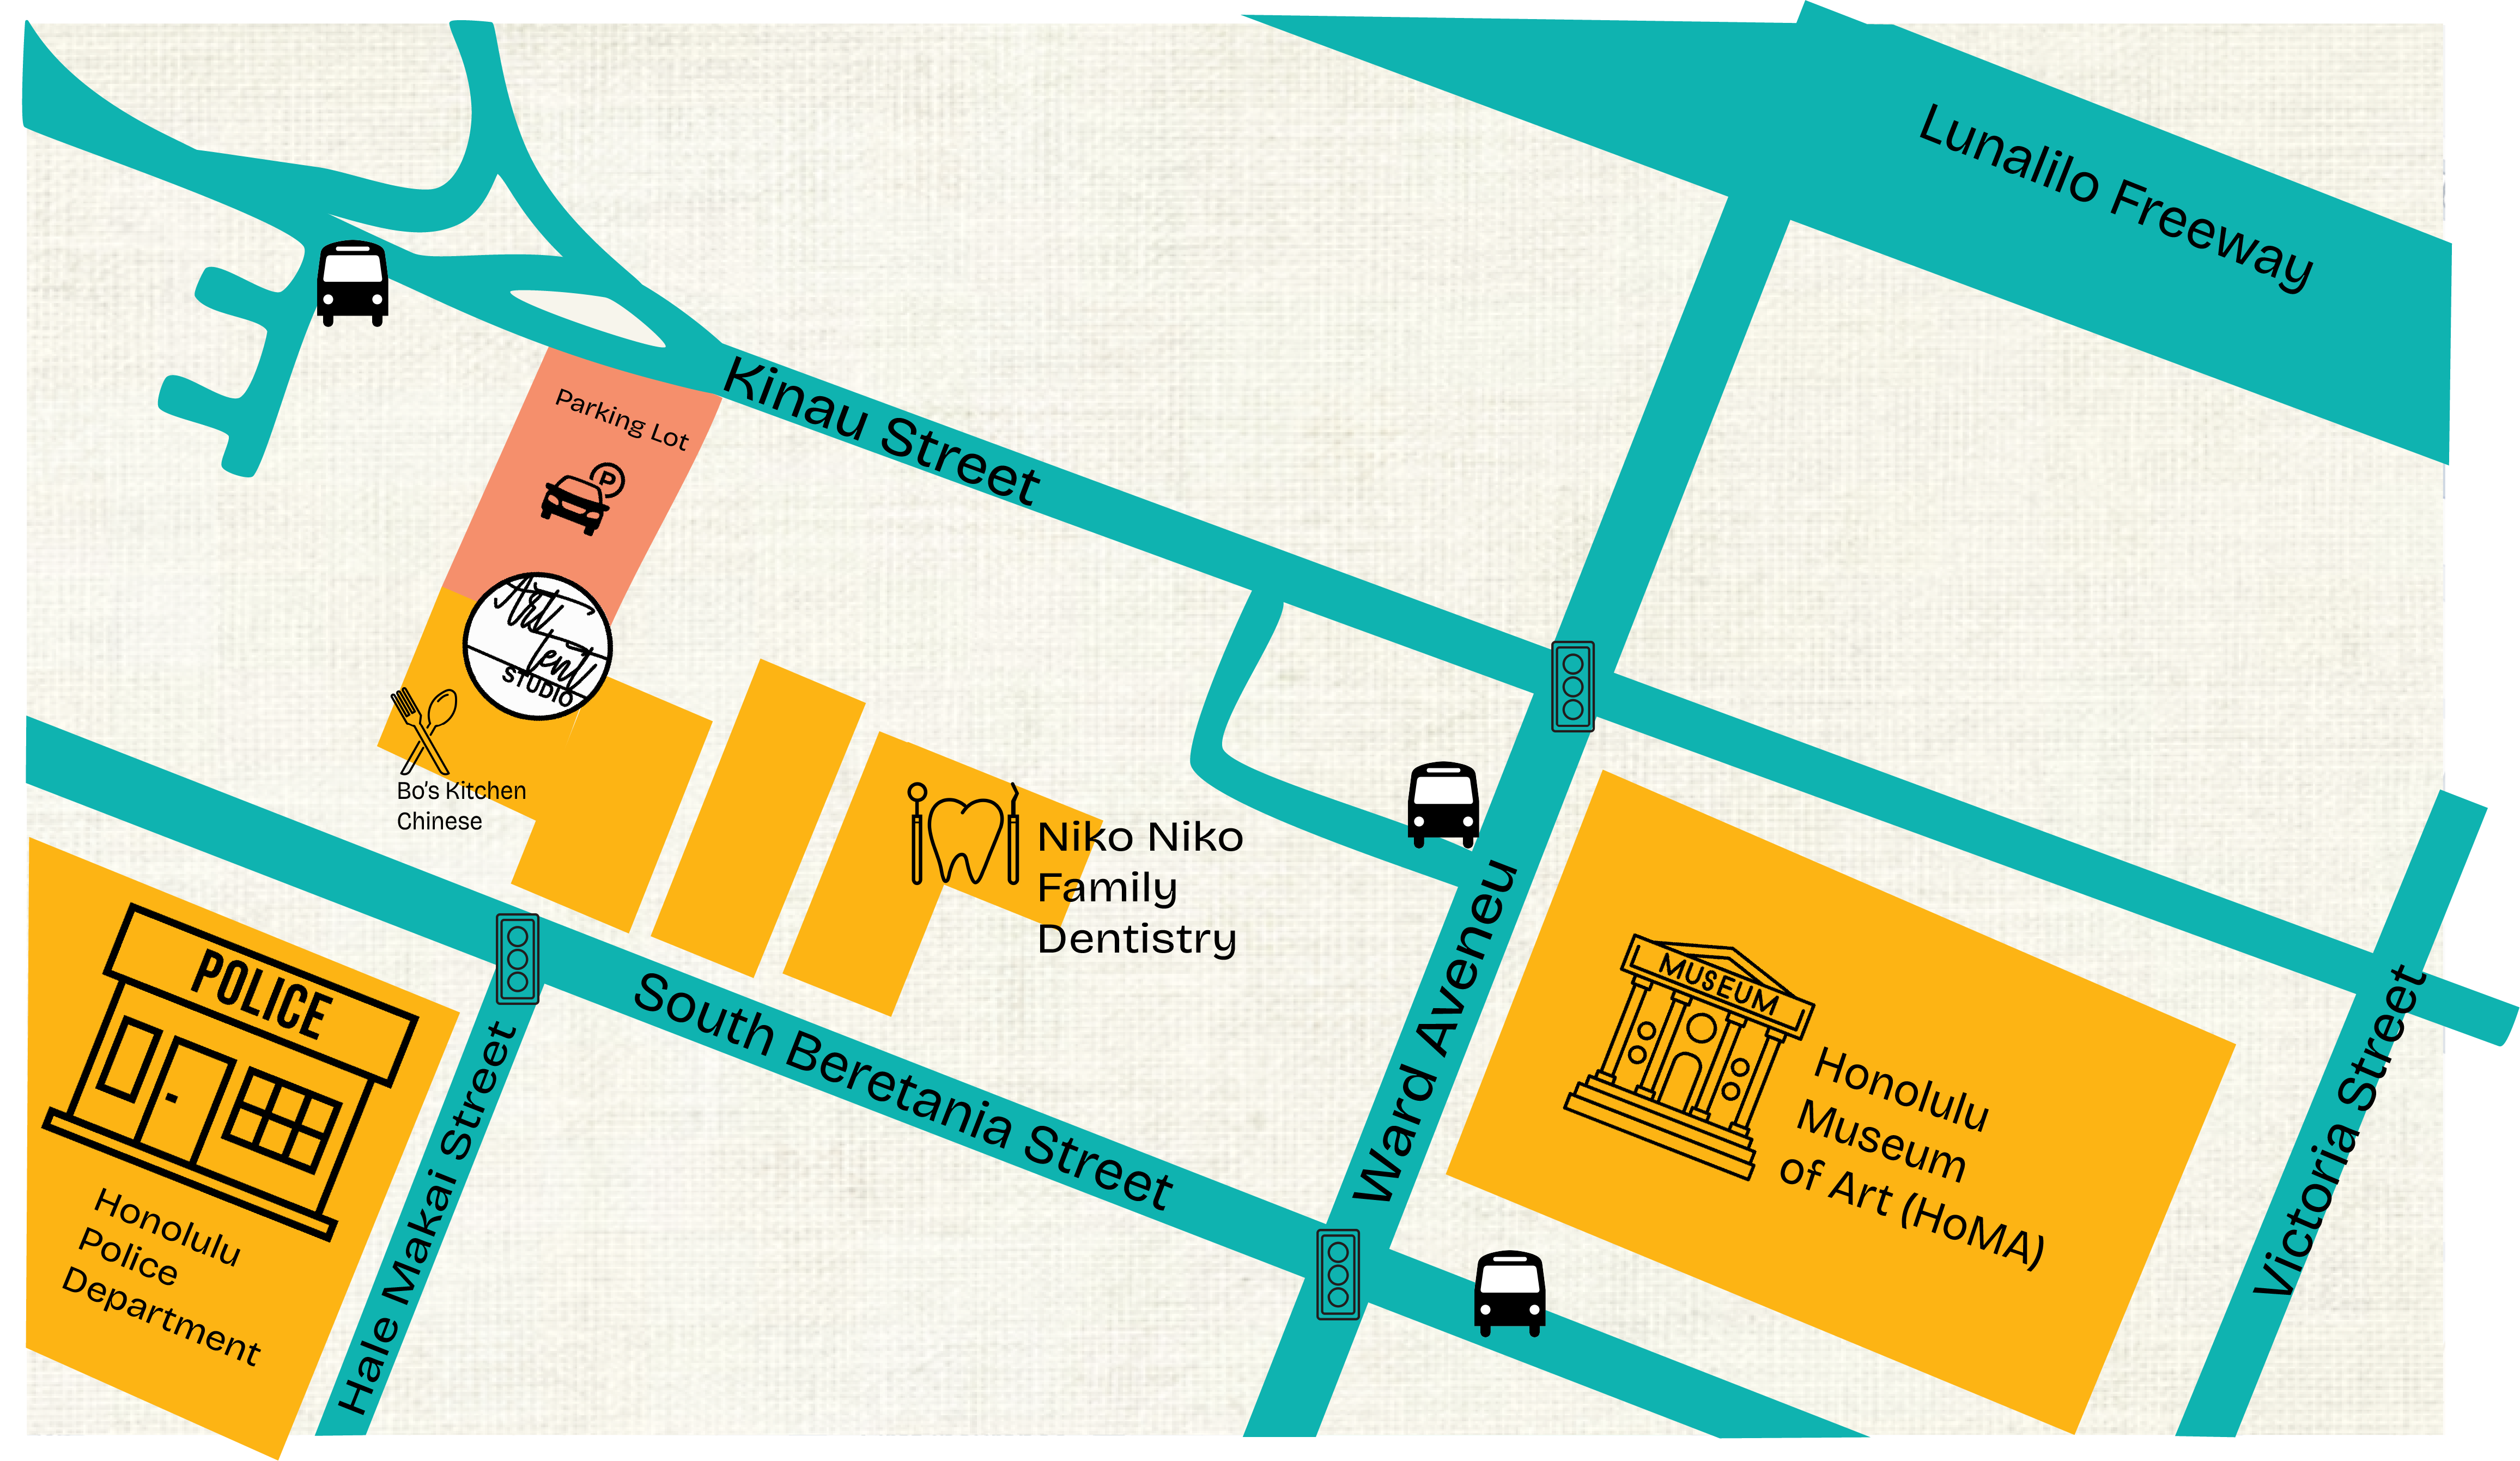 Lunalilo Freeway
Kinau Street
Parking Lot
P
Art
Tent
STUDIO
Bo's Kitchen
Chinese
Niko Niko
Family
Dentistry
POLICE
Honolulu
Police
Department
Hale Makai Street
South Beretania Street
Ward Aveneu
MUSEUM
Honolulu
Museum
of Art (HoMA)
Victoria Street